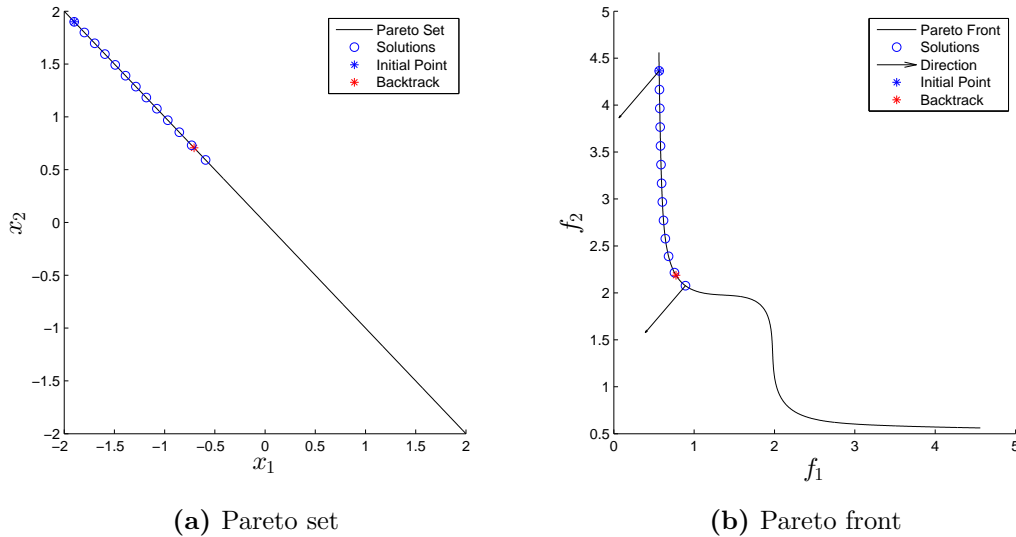 2
1.5
1
0.5
0
−0.5
−1
−1.5
−2
−2 −1.5 −1 −0.5 0 0.5 1 1.5 2
x1
x2
Pareto Set
Solutions
Initial Point
Backtrack
(a) Pareto set
5
4.5
4
3.5
3
2.5
2
1.5
1
0.5
0 1 2 3 4 5
f1
f2
Pareto Front
Solutions
Direction
Initial Point
Backtrack
(b) Pareto front